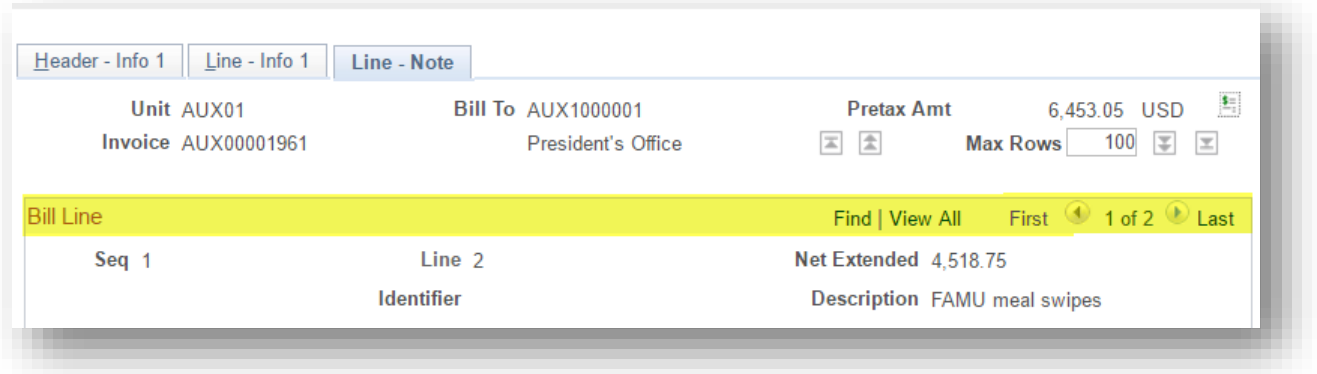 Header - Info 1 Line - Info 1 Line - Note
Unit AUX01 Bill To AUX1000001 Pretax Amt 6,453.05 USD
Invoice AUX00001961 President's Office Max Rows 100
Bill Line Find | View All First 1 of 2 Last
Seq 1 Line 2 Net Extended 4,518.75
Identifier Description FAMU meal swipes